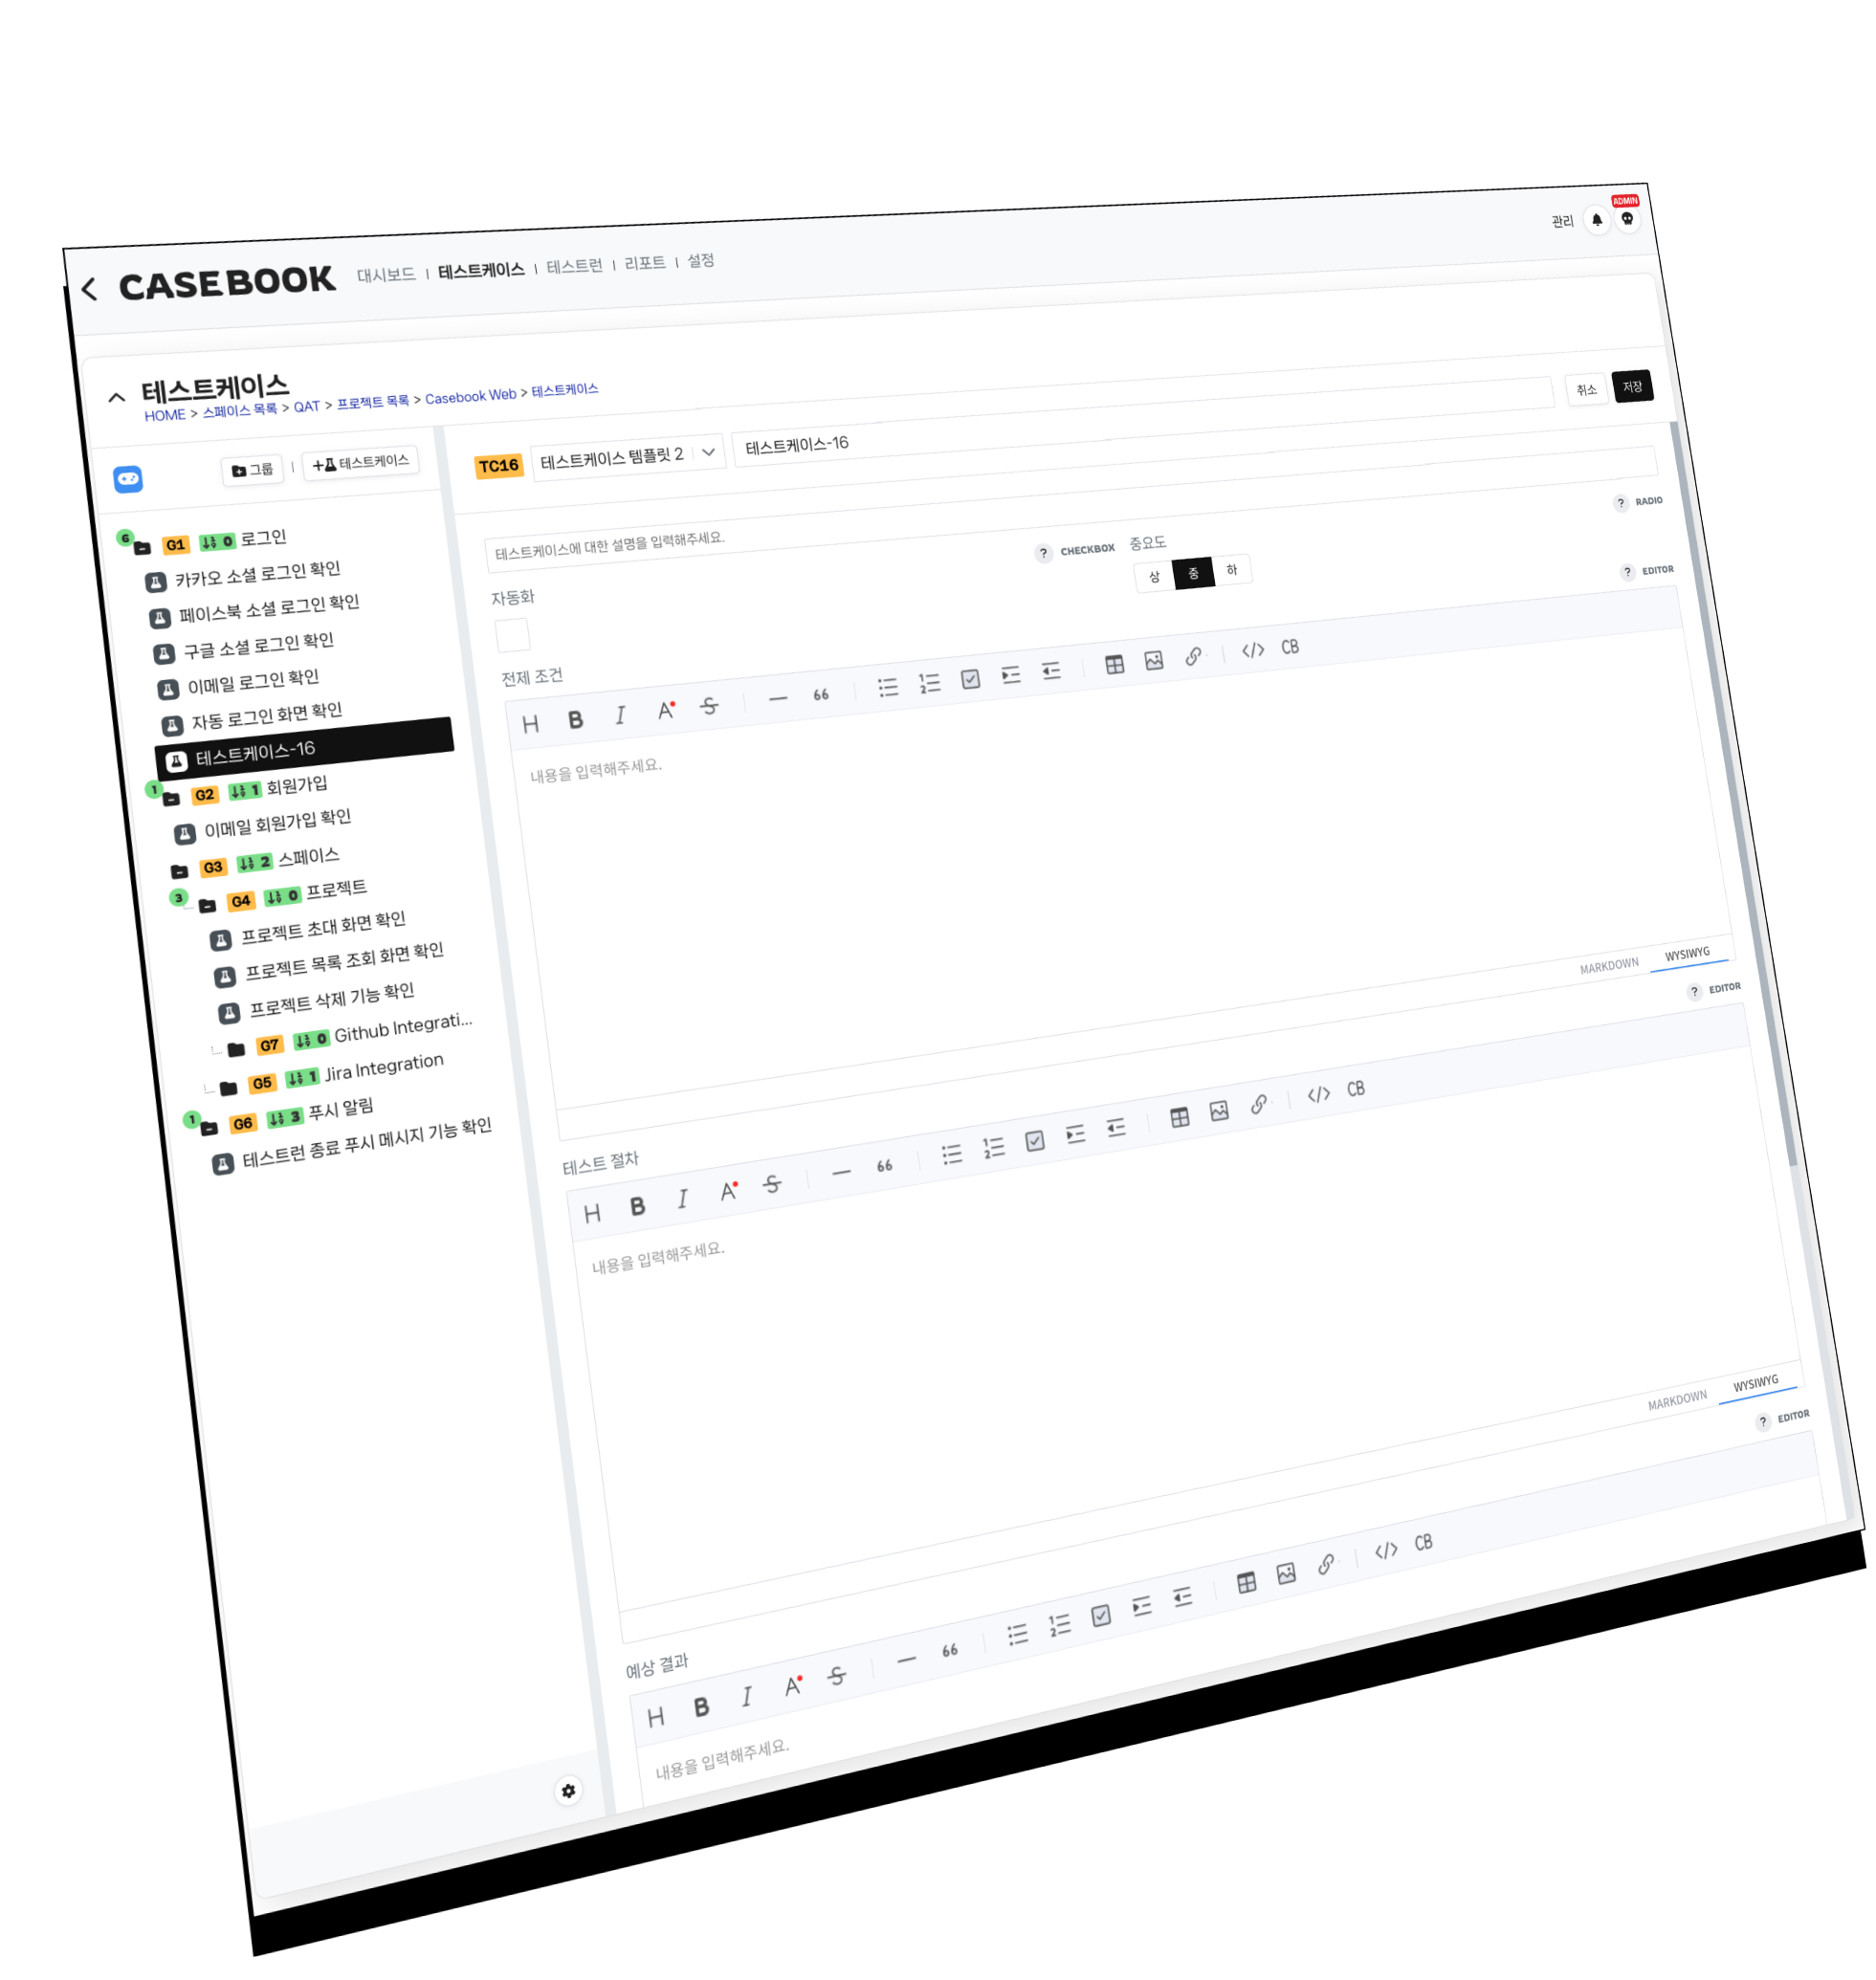 관리
ADMIN
CASEBOOK 대시보드 | 테스트케이스 | 테스트런 | 리포트 | 설정
테스트케이스
HOME > 스페이스 목록 > QAT > 프로젝트 목록 > Casebook Web > 테스트케이스
그룹 | +테스트케이스
6 G1 0 로그인
카카오 소셜 로그인 확인
페이스북 소셜 로그인 확인
구글 소셜 로그인 확인
이메일 로그인 확인
자동 로그인 화면 확인
테스트케이스-16
1 G2 1 회원가입
이메일 회원가입 확인
G3 2 스페이스
3 G4 0 프로젝트
프로젝트 초대 화면 확인
프로젝트 목록 조회 화면 확인
프로젝트 삭제 기능 확인
G7 0 Github Integrati...
G5 1 Jira Integration
1 G6 3 푸시 알림
테스트런 종료 푸시 메시지 기능 확인
TC16 테스트케이스 템플릿 2 테스트케이스-16 취소 저장
테스트케이스에 대한 설명을 입력해주세요.
자동화 ? CHECKBOX
중요도 ? RADIO
상 중 하
전제 조건 ? EDITOR
H B I A S — 66 </> CB
내용을 입력해주세요.
MARKDOWN WYSIWYG
테스트 절차 ? EDITOR
H B I A S — 66 </> CB
내용을 입력해주세요.
MARKDOWN WYSIWYG
예상 결과 ? EDITOR
H B I A S — 66 </> CB
내용을 입력해주세요.